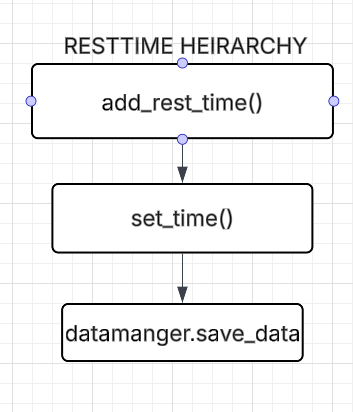 RESTTIME HEIRARCHY
add_rest_time()
set_time()
datamanger.save_data